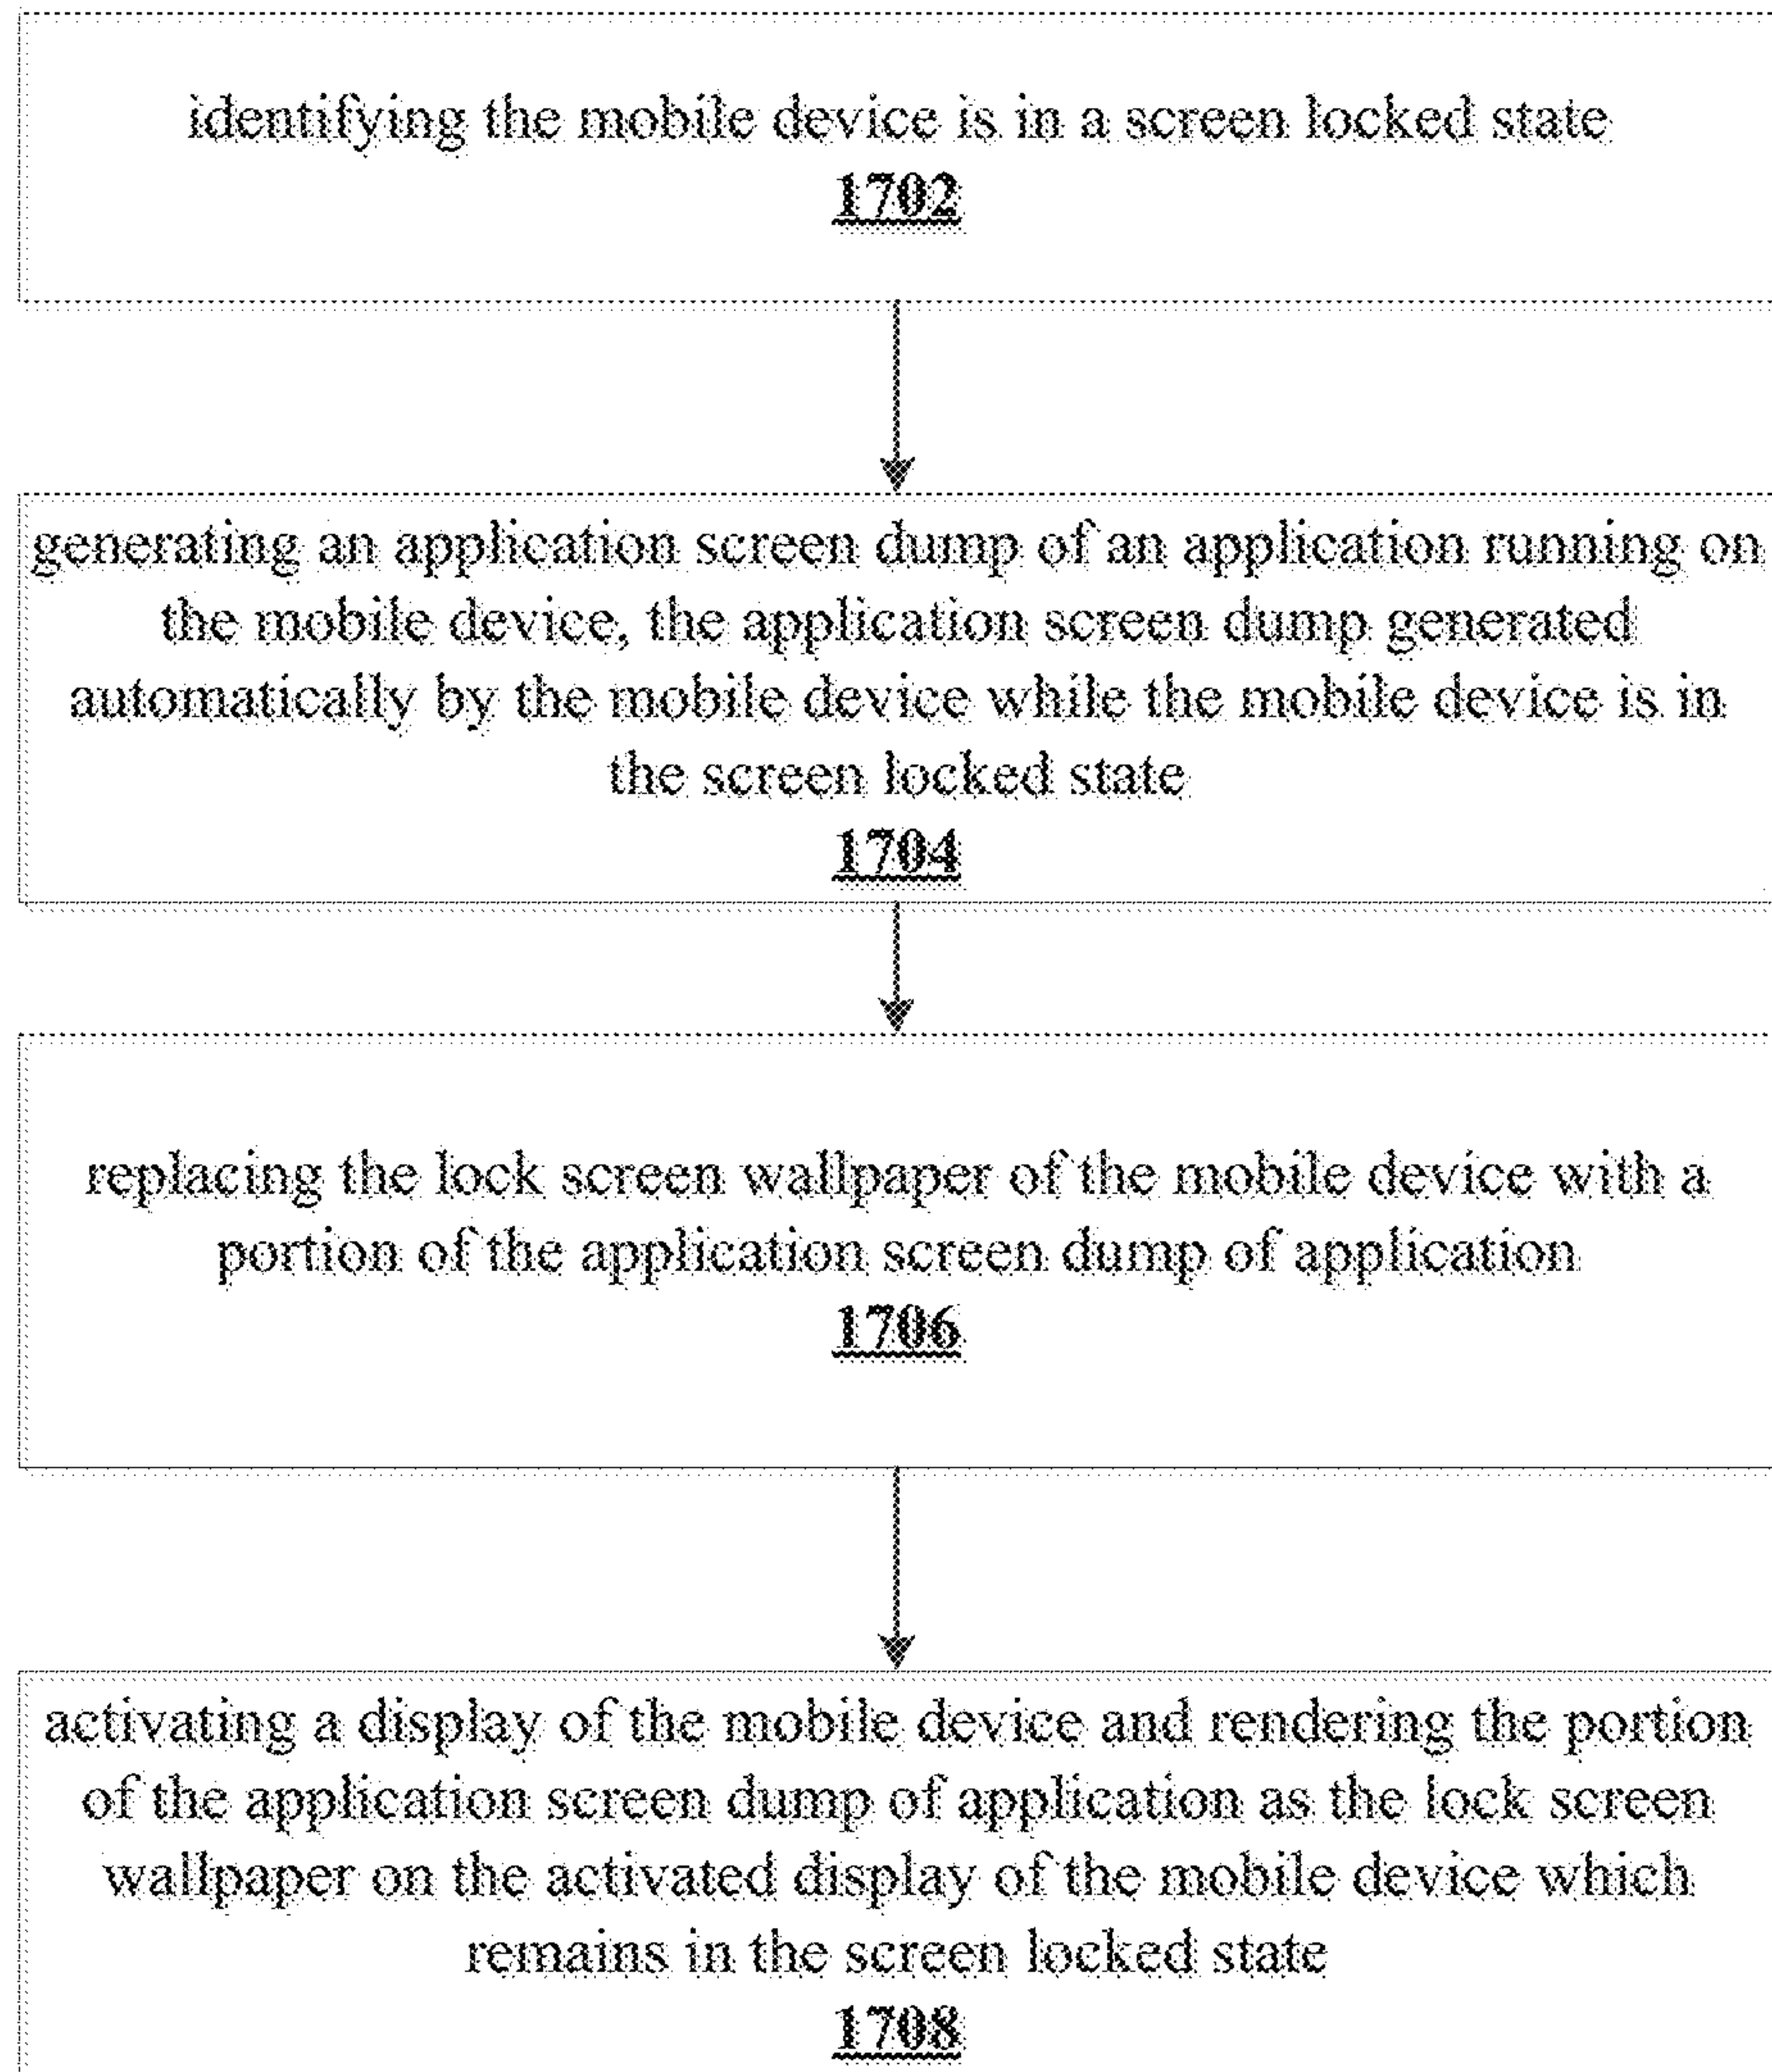 identifying the mobile device is in a screen locked state
1702
generating an application screen dump of an application running on
the mobile device, the application screen dump generated
automatically by the mobile device while the mobile device is in
the screen locked state
1704
replacing the lock screen wallpaper of the mobile device with a
portion of the application screen dump of application
1706
activating a display of the mobile device and rendering the portion
of the application screen dump of application as the lock screen
wallpaper on the activated display of the mobile device which
remains in the screen locked state
1708